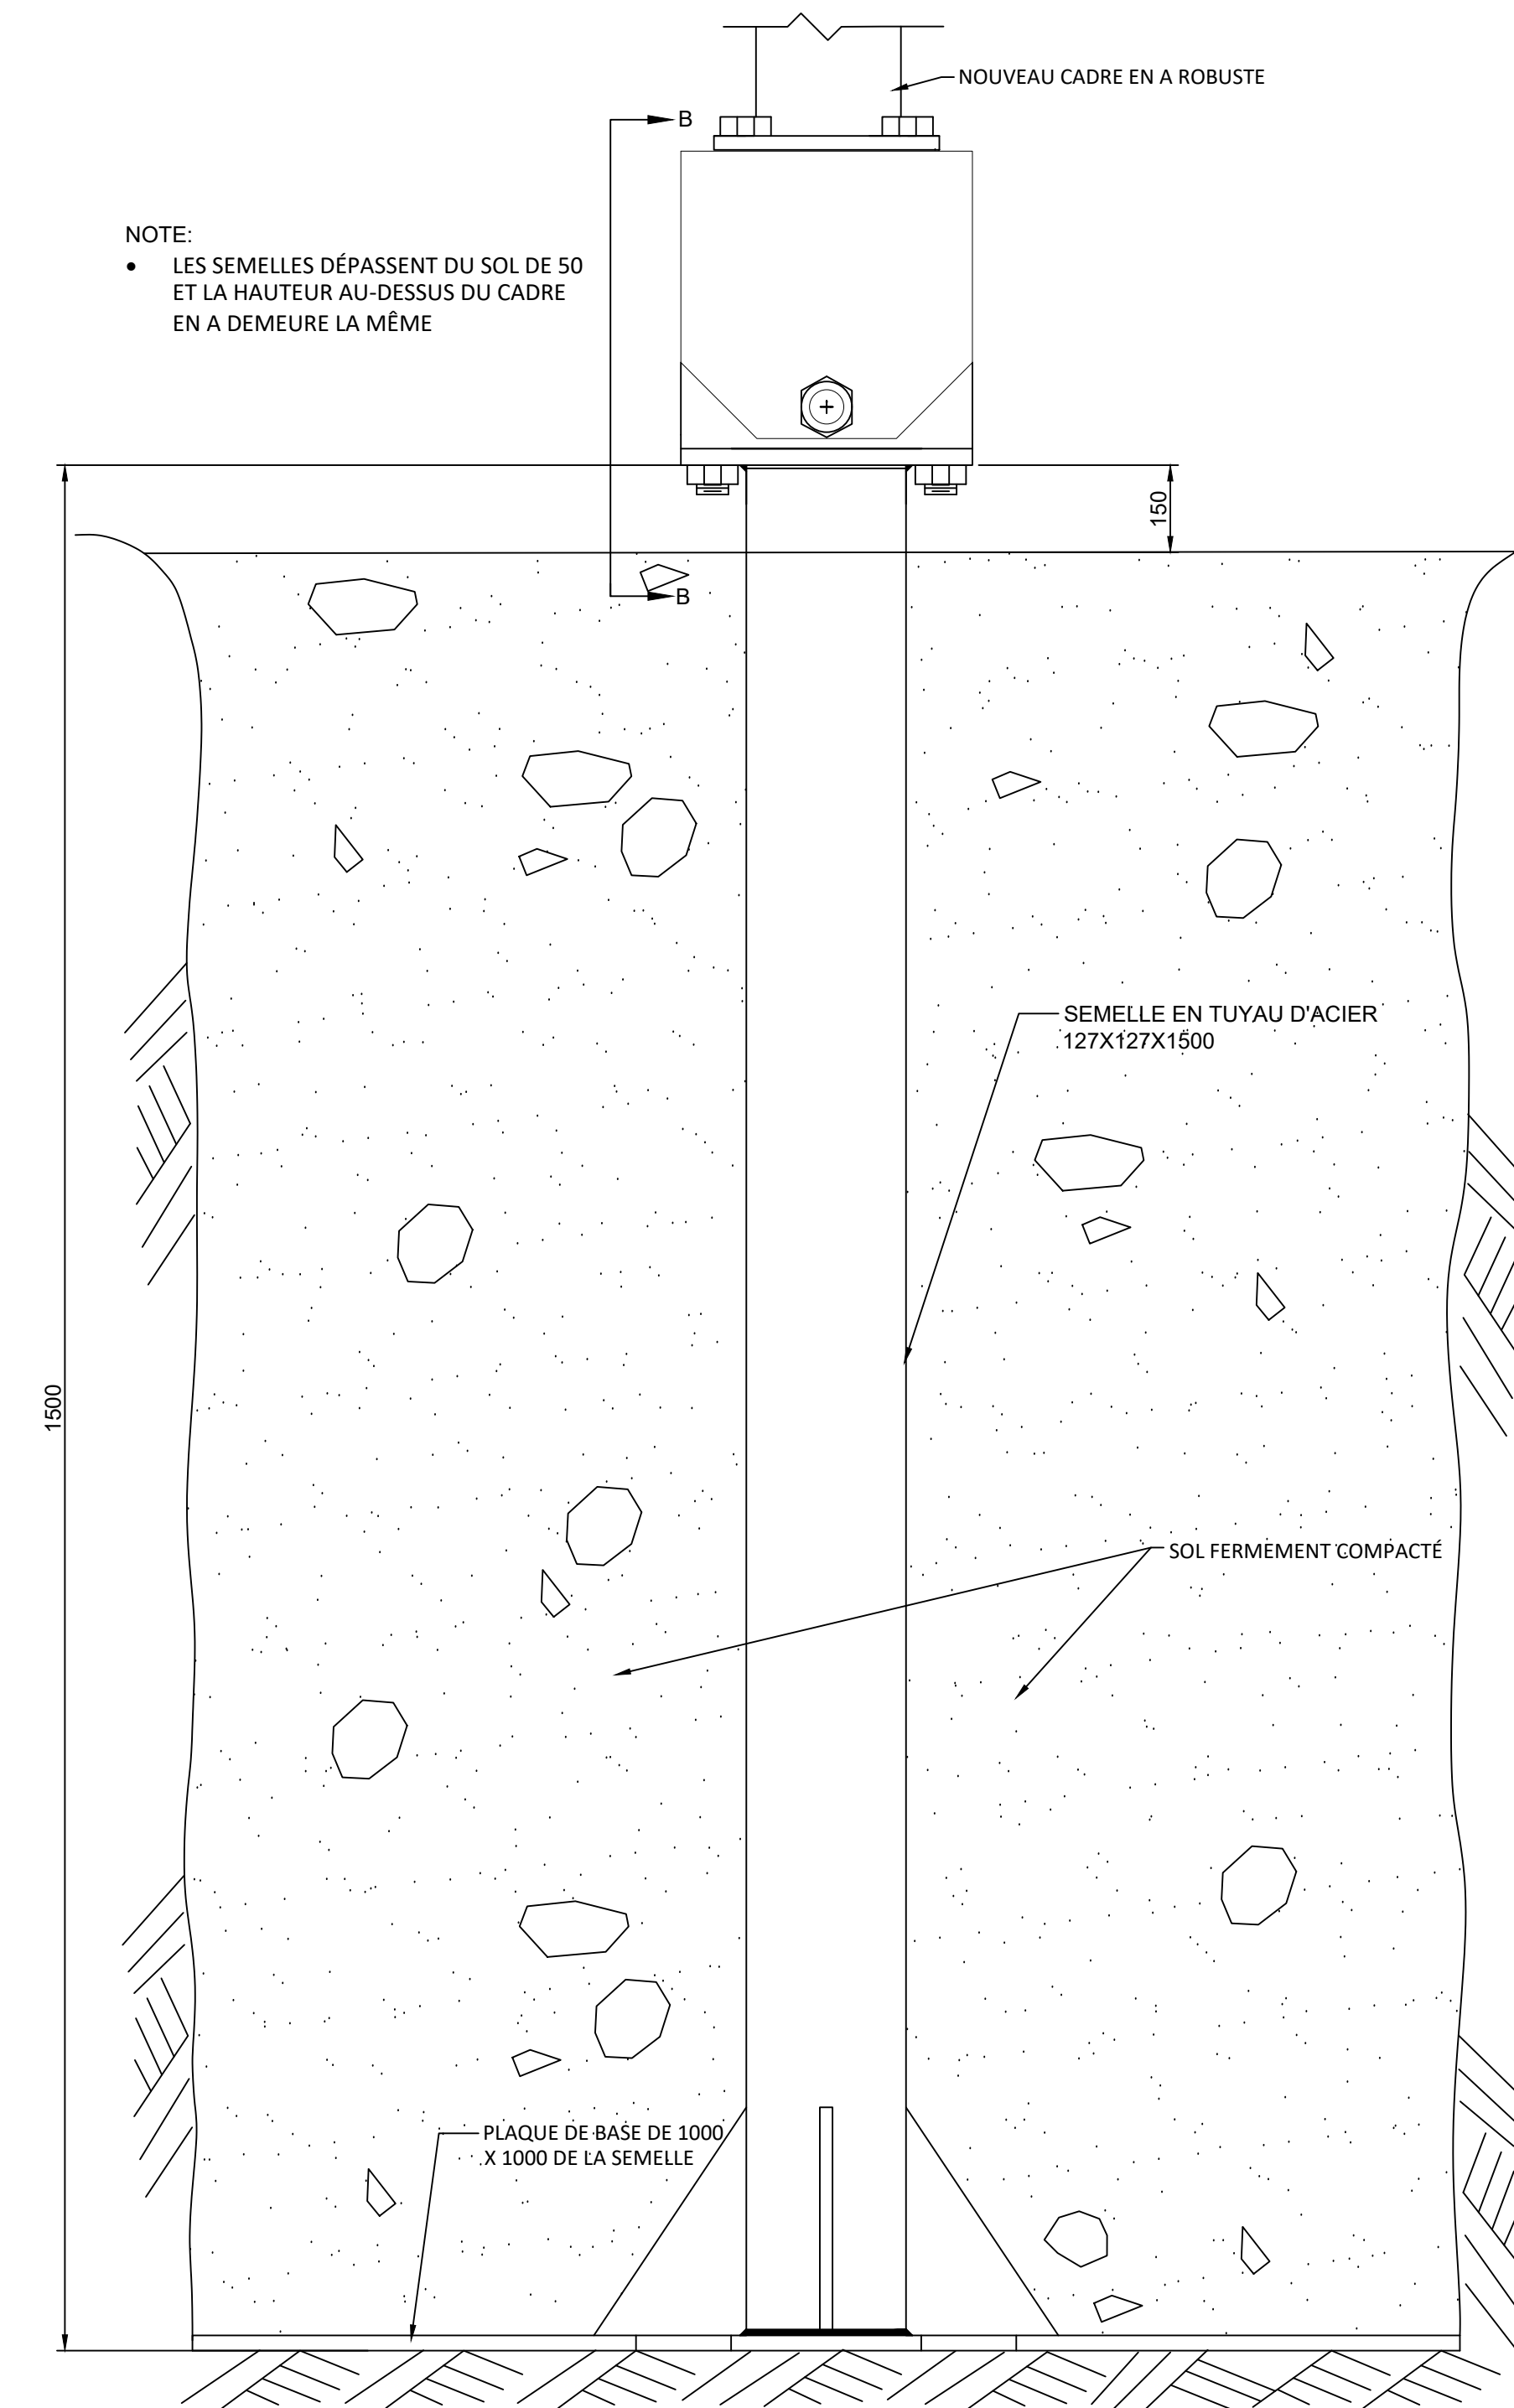 NOUVEAU CADRE EN A ROBUSTE
B
NOTE:
• LES SEMELLES DÉPASSENT DU SOL DE 50
ET LA HAUTEUR AU-DESSUS DU CADRE
EN A DEMEURE LA MÊME
150
B
SEMELLE EN TUYAU D'ACIER
127X127X1500
1500
SOL FERMEMENT COMPACTÉ
PLAQUE DE BASE DE 1000
X 1000 DE LA SEMELLE